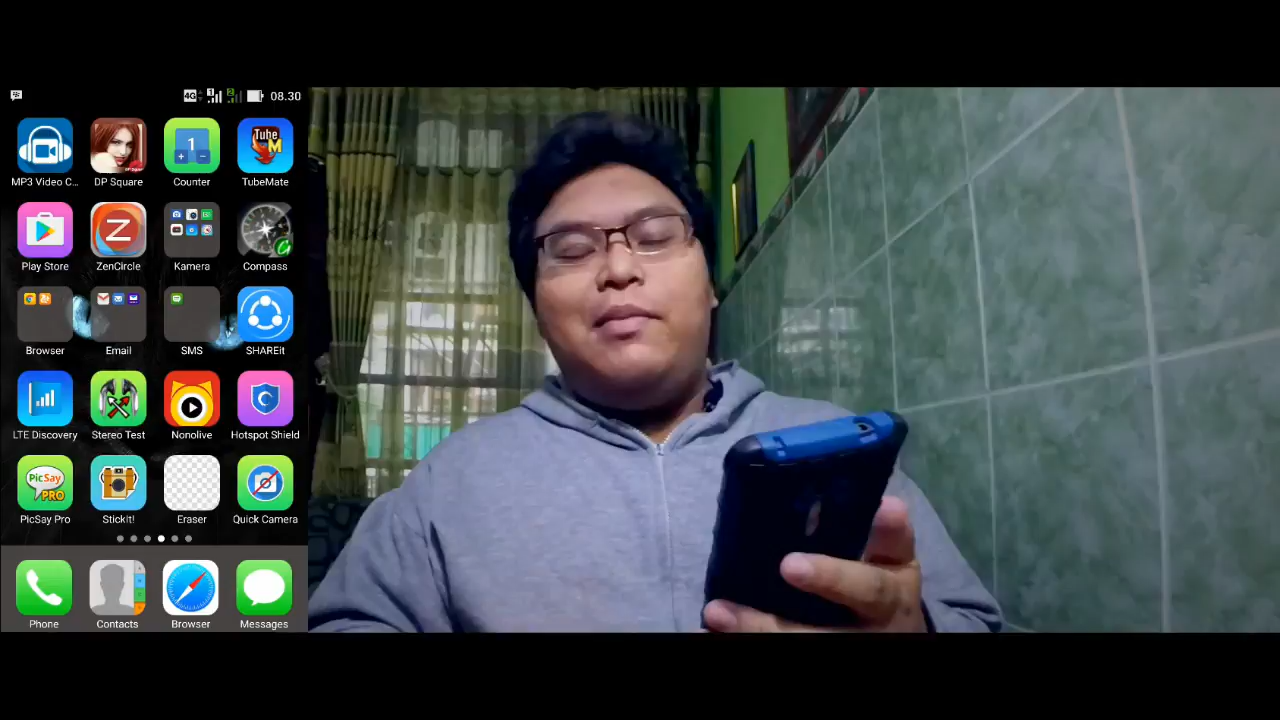 4G 1 2 08.30
1
Tube
M
MP3 Video C... DP Square Counter TubeMate
Z
Play Store ZenCircle Kamera Compass
Browser Email SMS SHAREit
LTE Discovery Stereo Test Nonolive Hotspot Shield
PicSay
PRO
PicSay Pro Stickit! Eraser Quick Camera
Phone Contacts Browser Messages